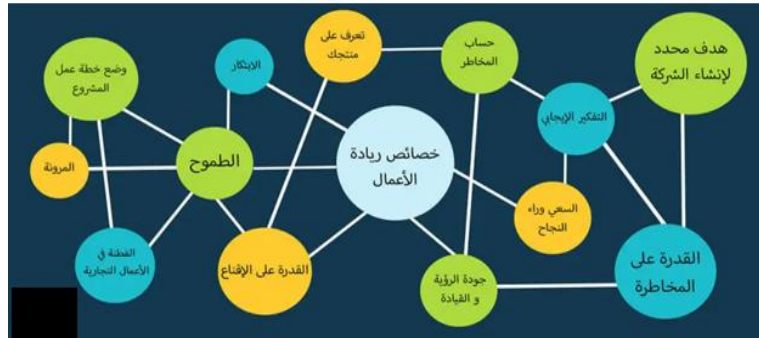 هدف محدد
لإنشاء الشركة
حساب
المخاطر
تعرف على
منتجك
الابتكار
وضع خطة عمل
المشروع
التفكير الإيجابي
خصائص ريادة
الأعمال
الطموح
المرونة
السعي وراء
النجاح
القدرة على
المخاطرة
جودة الرؤية
و القيادة
القدرة على الإقناع
الفطنة في
الأعمال التجارية